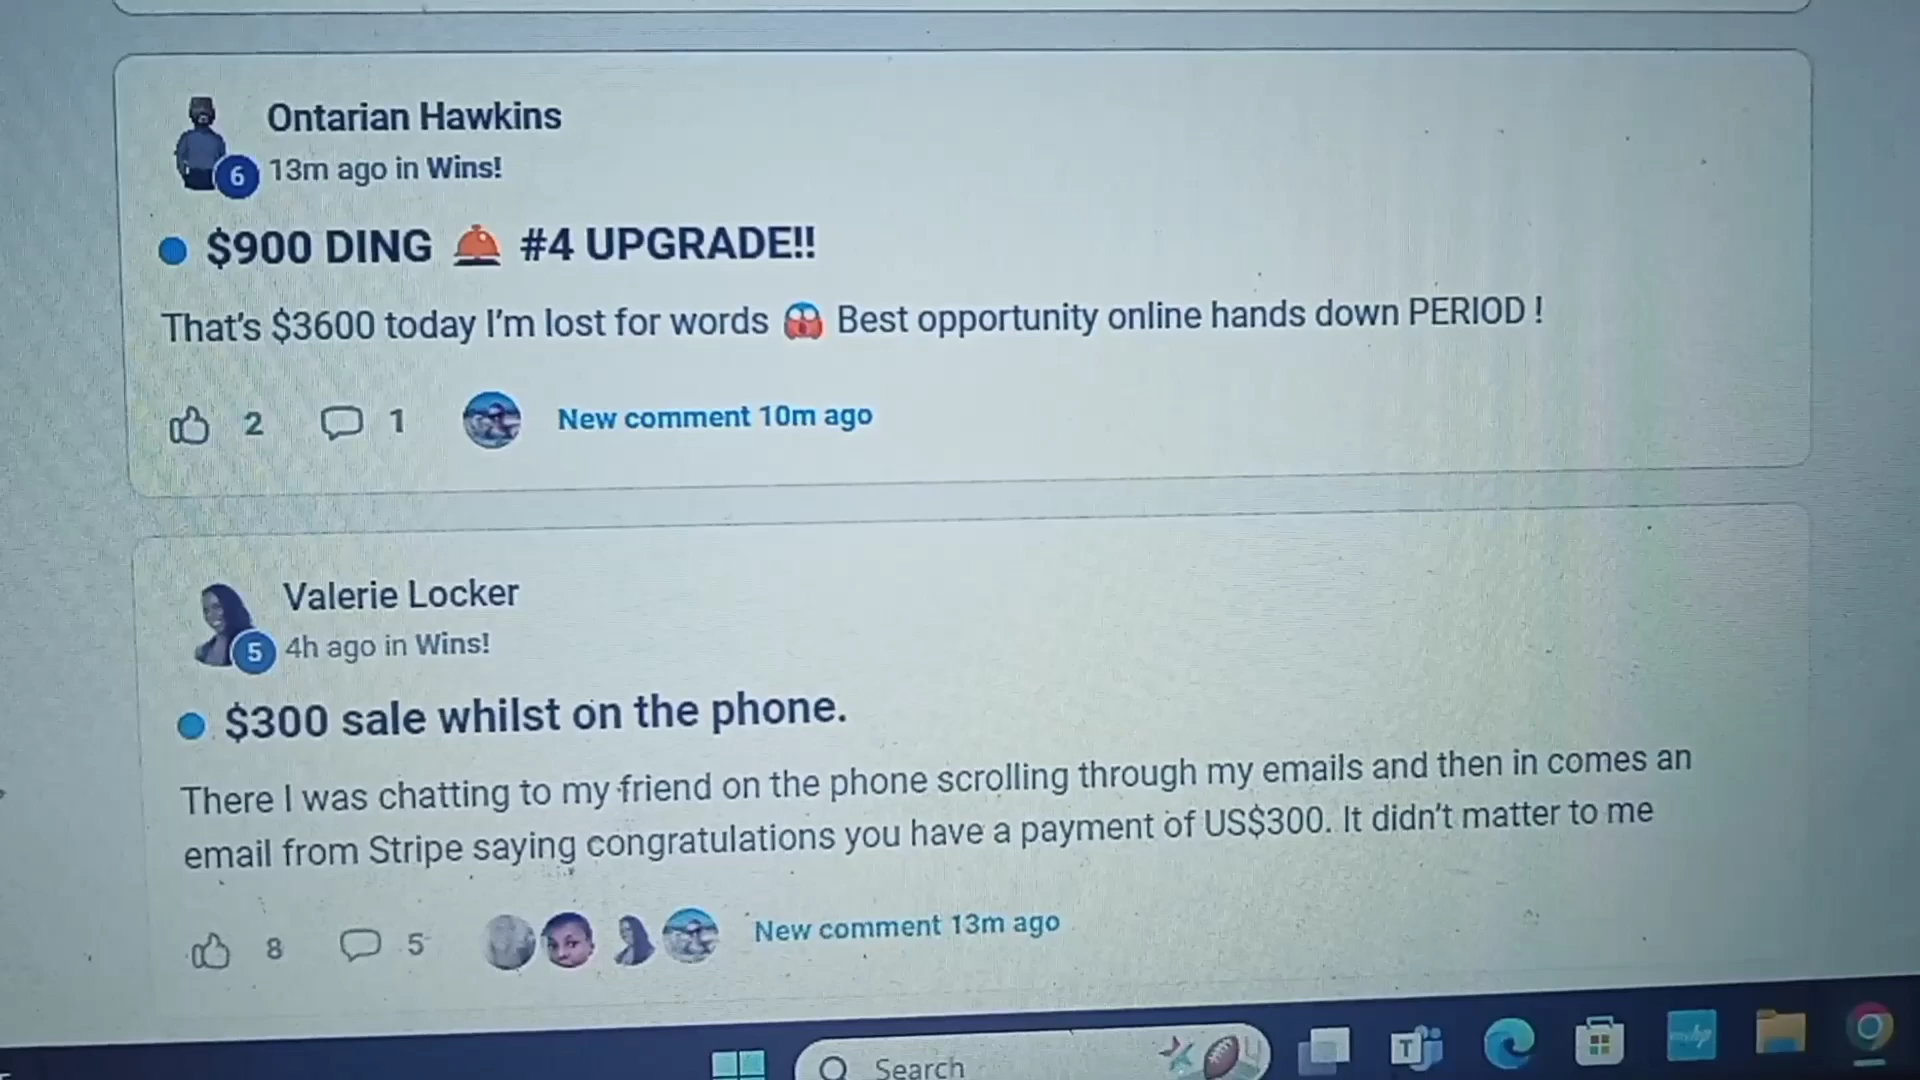 Ontarian Hawkins
6
13m ago in Wins!
$900 DING 🛎️ #4 UPGRADE!!
That's $3600 today I'm lost for words 😱 Best opportunity online hands down PERIOD !
2 1 New comment 10m ago
Valerie Locker
5
4h ago in Wins!
$300 sale whilst on the phone.
There I was chatting to my friend on the phone scrolling through my emails and then in comes an
email from Stripe saying congratulations you have a payment of US$300. It didn't matter to me
8 5 New comment 13m ago
Search
T
myhp